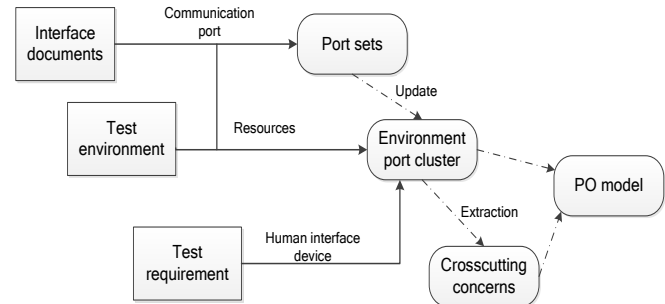 Communication
port
Interface
documents
Port sets
Update
Test
environment
Resources
Environment
port cluster
PO model
Extraction
Human interface
device
Test
requirement
Crosscutting
concerns